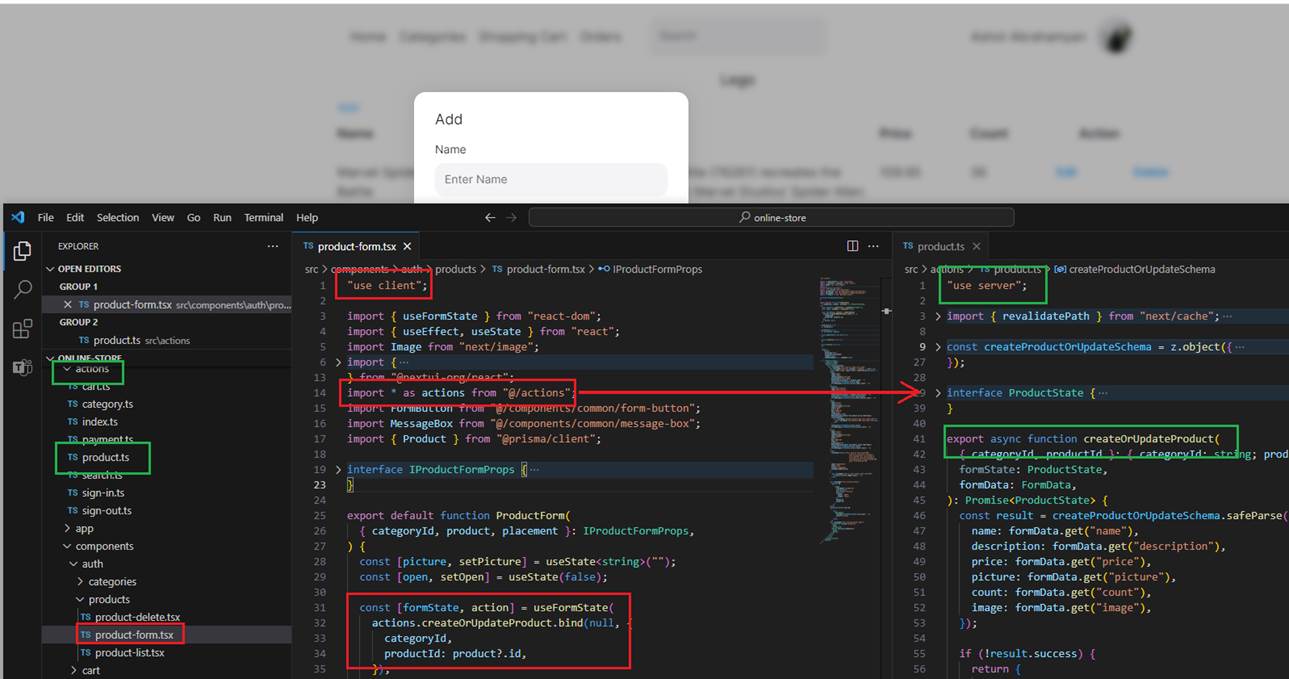 Home Categories Shopping Cart Orders Search
Logo
Name Price Count Action
Edit Delete
Add
Name
Enter Name
File Edit Selection View Go Run Terminal Help
online-store
EXPLORER
OPEN EDITORS
GROUP 1
TS product-form.tsx src\components\auth\pro...
GROUP 2
TS product.ts src\actions
ONLINE-STORE
actions
TS cart.ts
TS category.ts
TS index.ts
TS payment.ts
TS product.ts
TS search.ts
TS sign-in.ts
TS sign-out.ts
app
components
auth
categories
products
TS product-delete.tsx
TS product-form.tsx
TS product-list.tsx
cart
TS product-form.tsx
src > components > auth > products > TS product-form.tsx > IProductFormProps
1 "use client";
2
3 import { useFormState } from "react-dom";
4 import { useEffect, useState } from "react";
5 import Image from "next/image";
6 import {···
13 } from "@nextui-org/react";
14 import * as actions from "@/actions";
15 import FormButton from "@/components/common/form-button";
16 import MessageBox from "@/components/common/message-box";
17 import { Product } from "@prisma/client";
18
19 interface IProductFormProps {···
23 }
24
25 export default function ProductForm(
26 { categoryId, product, placement }: IProductFormProps,
27 ) {
28 const [picture, setPicture] = useState<string>("");
29 const [open, setOpen] = useState(false);
30
31 const [formState, action] = useFormState(
32 actions.createOrUpdateProduct.bind(null, {
33 categoryId,
34 productId: product?.id,
35 }),
TS product.ts
src > actions > TS product.ts > createProductOrUpdateSchema
1 "use server";
2
3 import { revalidatePath } from "next/cache";···
8
9 const createProductOrUpdateSchema = z.object({···
27 });
28
29 interface ProductState {···
39 }
40
41 export async function createOrUpdateProduct(
42 { categoryId, productId }: { categoryId: string; prod
43 formState: ProductState,
44 formData: FormData,
45 ): Promise<ProductState> {
46 const result = createProductOrUpdateSchema.safeParse(
47 name: formData.get("name"),
48 description: formData.get("description"),
49 price: formData.get("price"),
50 picture: formData.get("picture"),
51 count: formData.get("count"),
52 image: formData.get("image"),
53 });
54
55 if (!result.success) {
56 return {